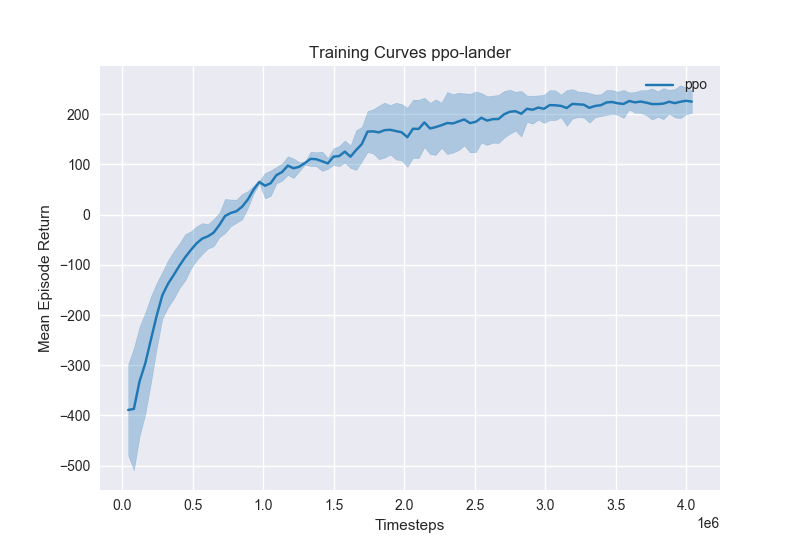 Training Curves ppo-lander
ppo
Mean Episode Return
200
100
0
−100
−200
−300
−400
−500
0.0 0.5 1.0 1.5 2.0 2.5 3.0 3.5 4.0
1e6
Timesteps